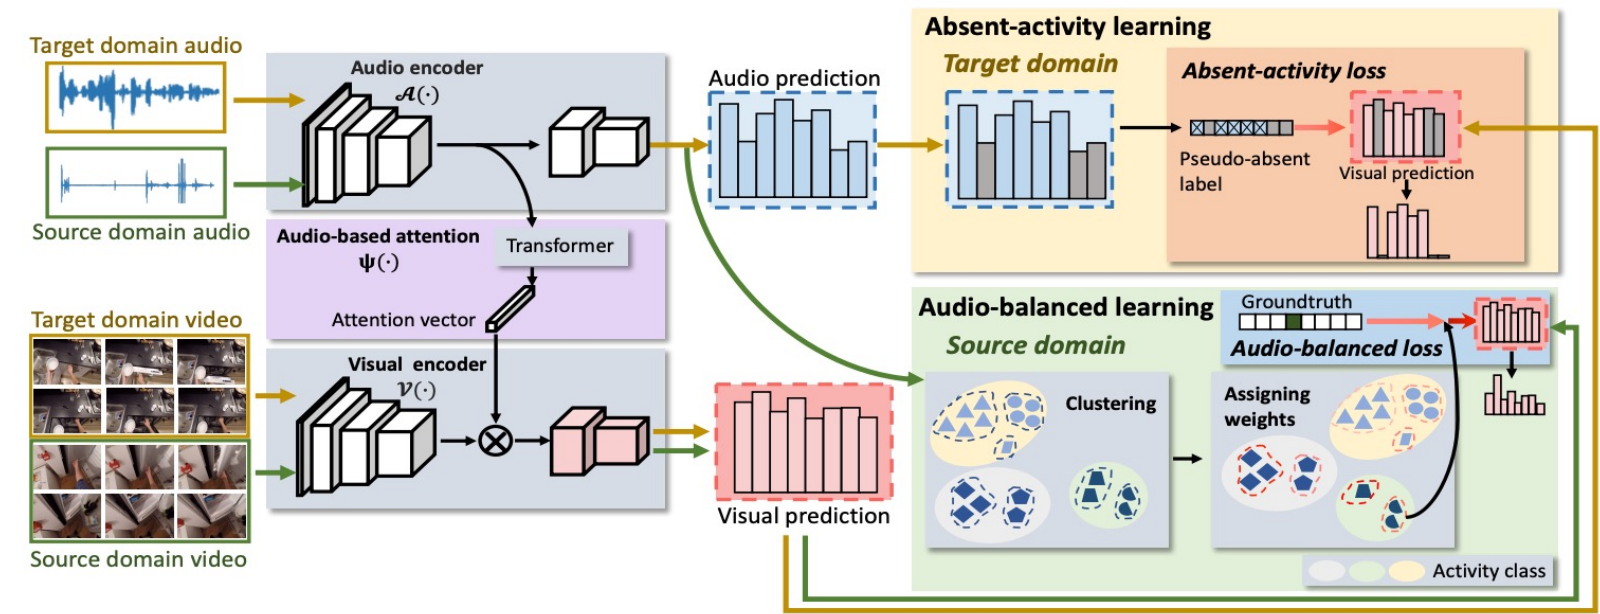 Target domain audio
Source domain audio
Audio encoder
𝒜(·)
Audio-based attention
ψ(·)
Transformer
Attention vector
Target domain video
Source domain video
Visual encoder
𝒱(·)
Audio prediction
Visual prediction
Absent-activity learning
Target domain
Absent-activity loss
Pseudo-absent
label
Visual prediction
Audio-balanced learning
Source domain
Groundtruth
Audio-balanced loss
Clustering
Assigning
weights
Activity class